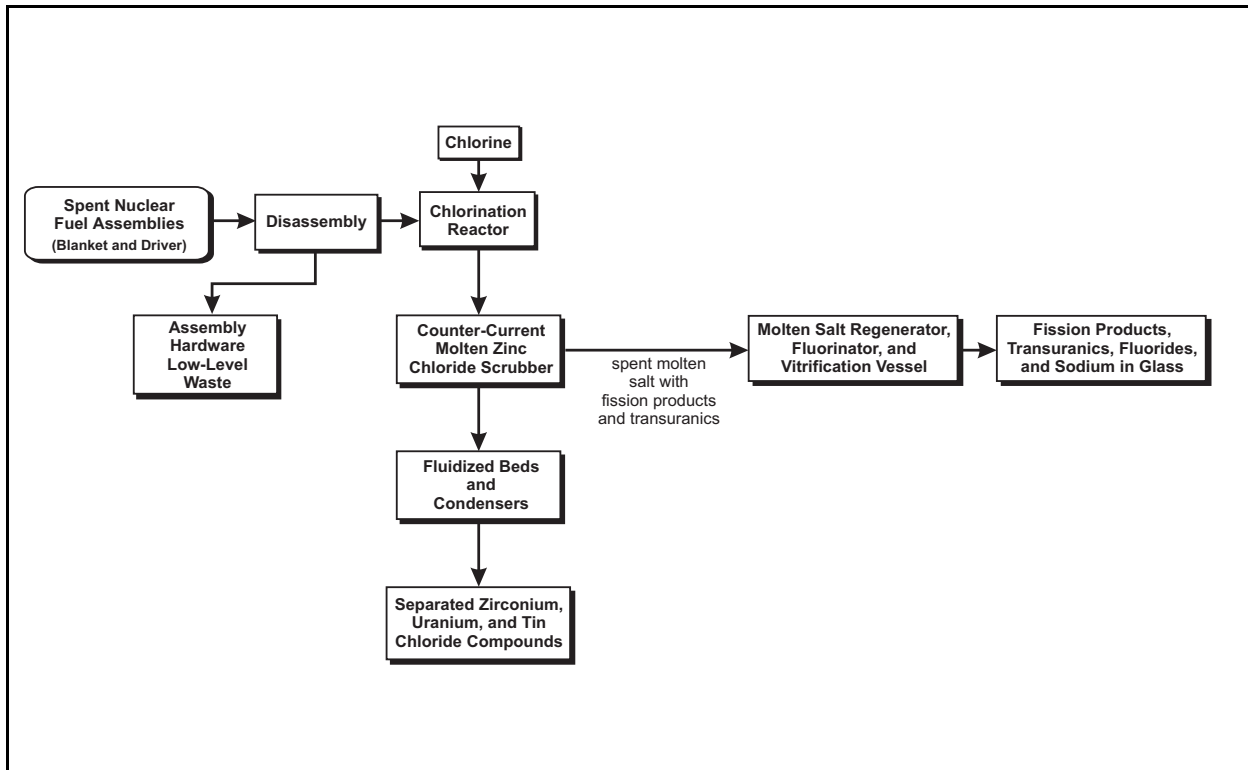 Chlorine
Spent Nuclear
Fuel Assemblies
(Blanket and Driver)
Disassembly
Chlorination
Reactor
Assembly
Hardware
Low-Level
Waste
Counter-Current
Molten Zinc
Chloride Scrubber
spent molten
salt with
fission products
and transuranics
Molten Salt Regenerator,
Fluorinator, and
Vitrification Vessel
Fission Products,
Transuranics, Fluorides,
and Sodium in Glass
Fluidized Beds
and
Condensers
Separated Zirconium,
Uranium, and Tin
Chloride Compounds